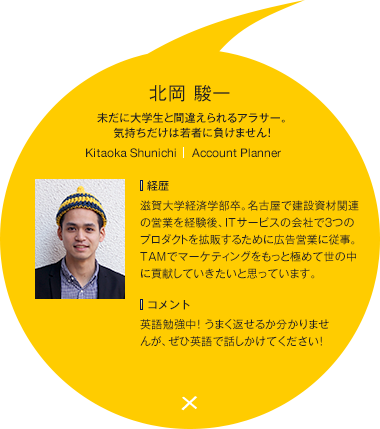 北岡 駿一
未だに大学生と間違えられるアラサー。
気持ちだけは若者に負けません!
Kitaoka Shunichi | Account Planner
経歴
滋賀大学経済学部卒。名古屋で建設資材関連
の営業を経験後、ITサービスの会社で3つの
プロダクトを拡販するために広告営業に従事。
TAMでマーケティングをもっと極めて世の中
に貢献していきたいと思っています。
コメント
英語勉強中! うまく返せるか分かりませ
んが、ぜひ英語で話しかけてください!